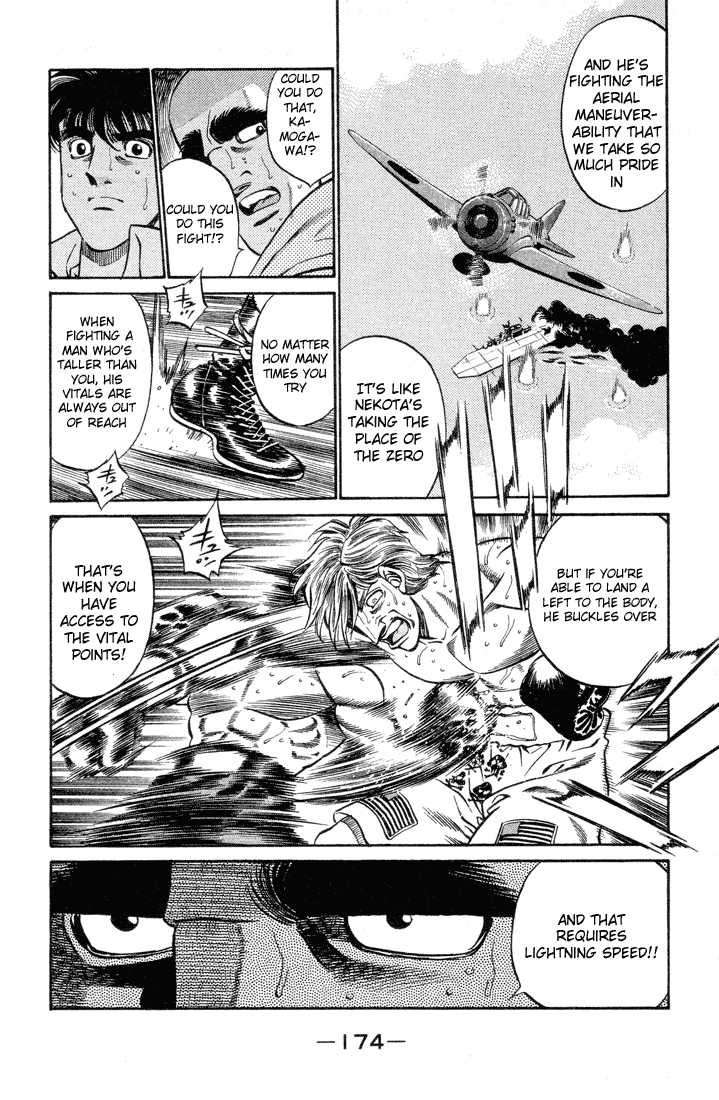 AND HE'S
FIGHTING THE
AERIAL
MANEUVER-
ABILITY THAT
WE TAKE SO
MUCH PRIDE
IN
IT'S LIKE
NEKOTA'S
TAKING THE
PLACE OF
THE ZERO
COULD
YOU DO
THAT,
KA-
MOGA-
WA!?
COULD YOU
DO THIS
FIGHT!?
NO MATTER
HOW MANY
TIMES YOU
TRY
WHEN
FIGHTING A
MAN WHO'S
TALLER THAN
YOU, HIS
VITALS ARE
ALWAYS OUT
OF REACH
BUT IF YOU'RE
ABLE TO LAND A
LEFT TO THE BODY,
HE BUCKLES OVER
THAT'S
WHEN YOU
HAVE
ACCESS TO
THE VITAL
POINTS!
AND THAT
REQUIRES
LIGHTNING
SPEED!!
—174—